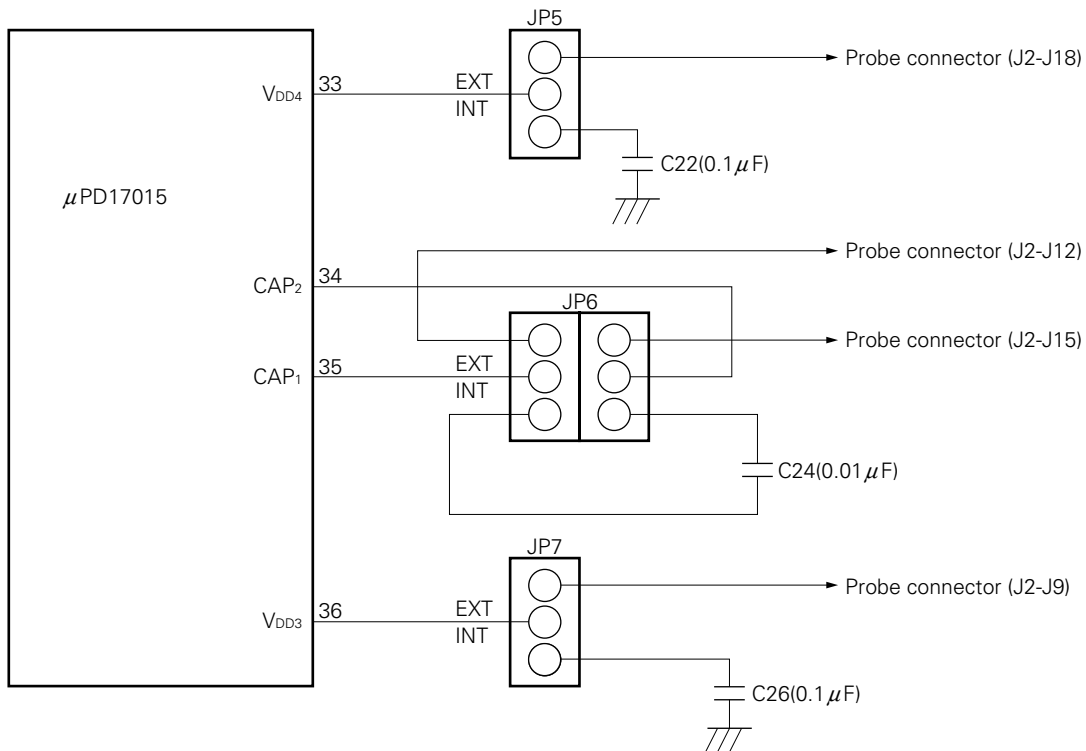 JP5
Probe connector (J2-J18)
VDD4
33
EXT
INT
C22(0.1μF)
μPD17015
Probe connector (J2-J12)
CAP2
34
JP6
Probe connector (J2-J15)
CAP1
35
EXT
INT
C24(0.01μF)
JP7
Probe connector (J2-J9)
VDD3
36
EXT
INT
C26(0.1μF)